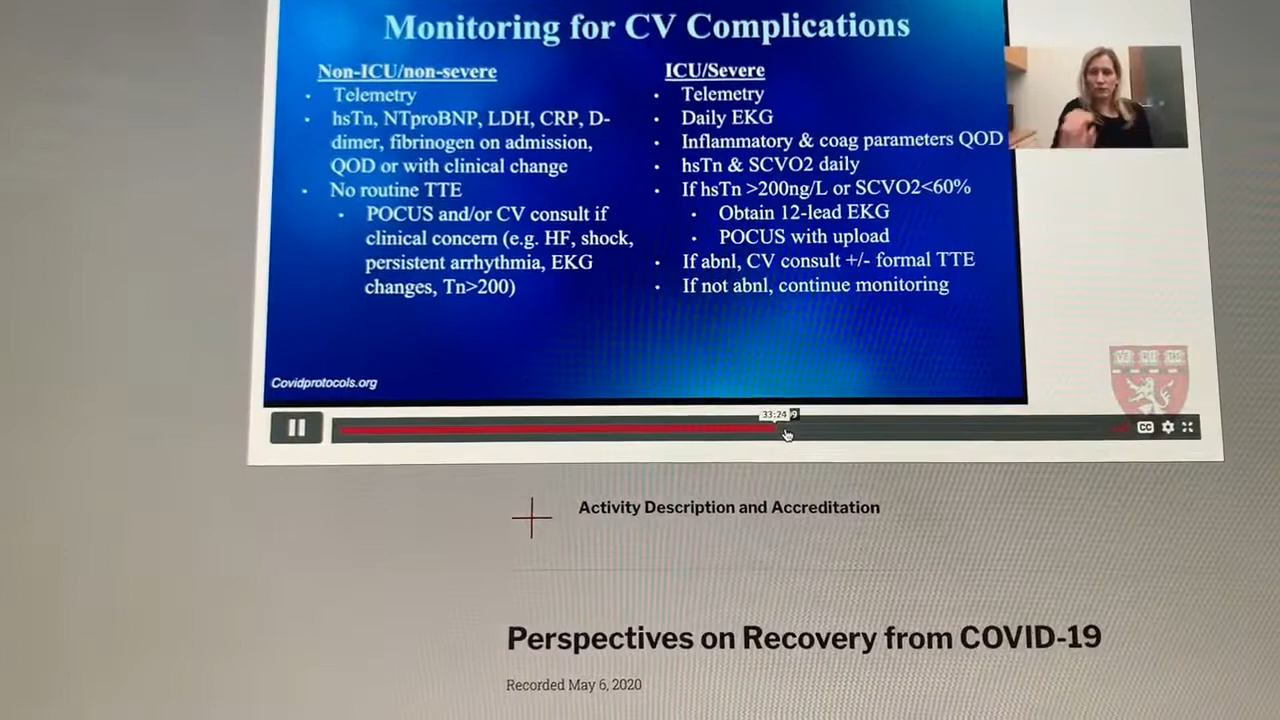 Monitoring for CV Complications
Non-ICU/non-severe
• Telemetry
• hsTn, NTproBNP, LDH, CRP, D-
dimer, fibrinogen on admission,
QOD or with clinical change
• No routine TTE
• POCUS and/or CV consult if
clinical concern (e.g. HF, shock,
persistent arrhythmia, EKG
changes, Tn>200)
ICU/Severe
• Telemetry
• Daily EKG
• Inflammatory & coag parameters QOD
• hsTn & SCVO2 daily
• If hsTn >200ng/L or SCVO2<60%
• Obtain 12-lead EKG
• POCUS with upload
• If abnl, CV consult +/- formal TTE
• If not abnl, continue monitoring
Covidprotocols.org
33:24
CC
Activity Description and Accreditation
Perspectives on Recovery from COVID-19
Recorded May 6, 2020